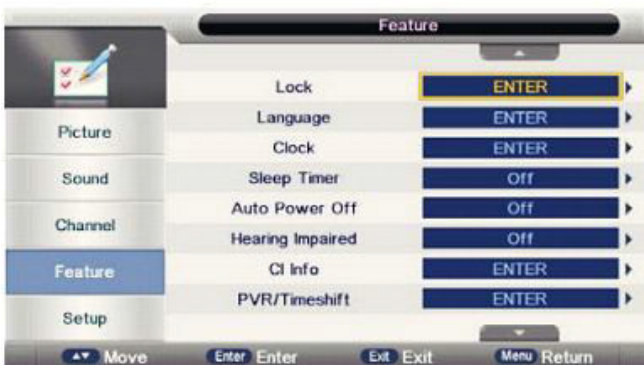 Feature
Lock ENTER
Language ENTER
Clock ENTER
Sleep Timer Off
Auto Power Off Off
Hearing Impaired Off
CI Info ENTER
PVR/Timeshift ENTER
Picture
Sound
Channel
Feature
Setup
Move Enter Enter Exit Exit Menu Return